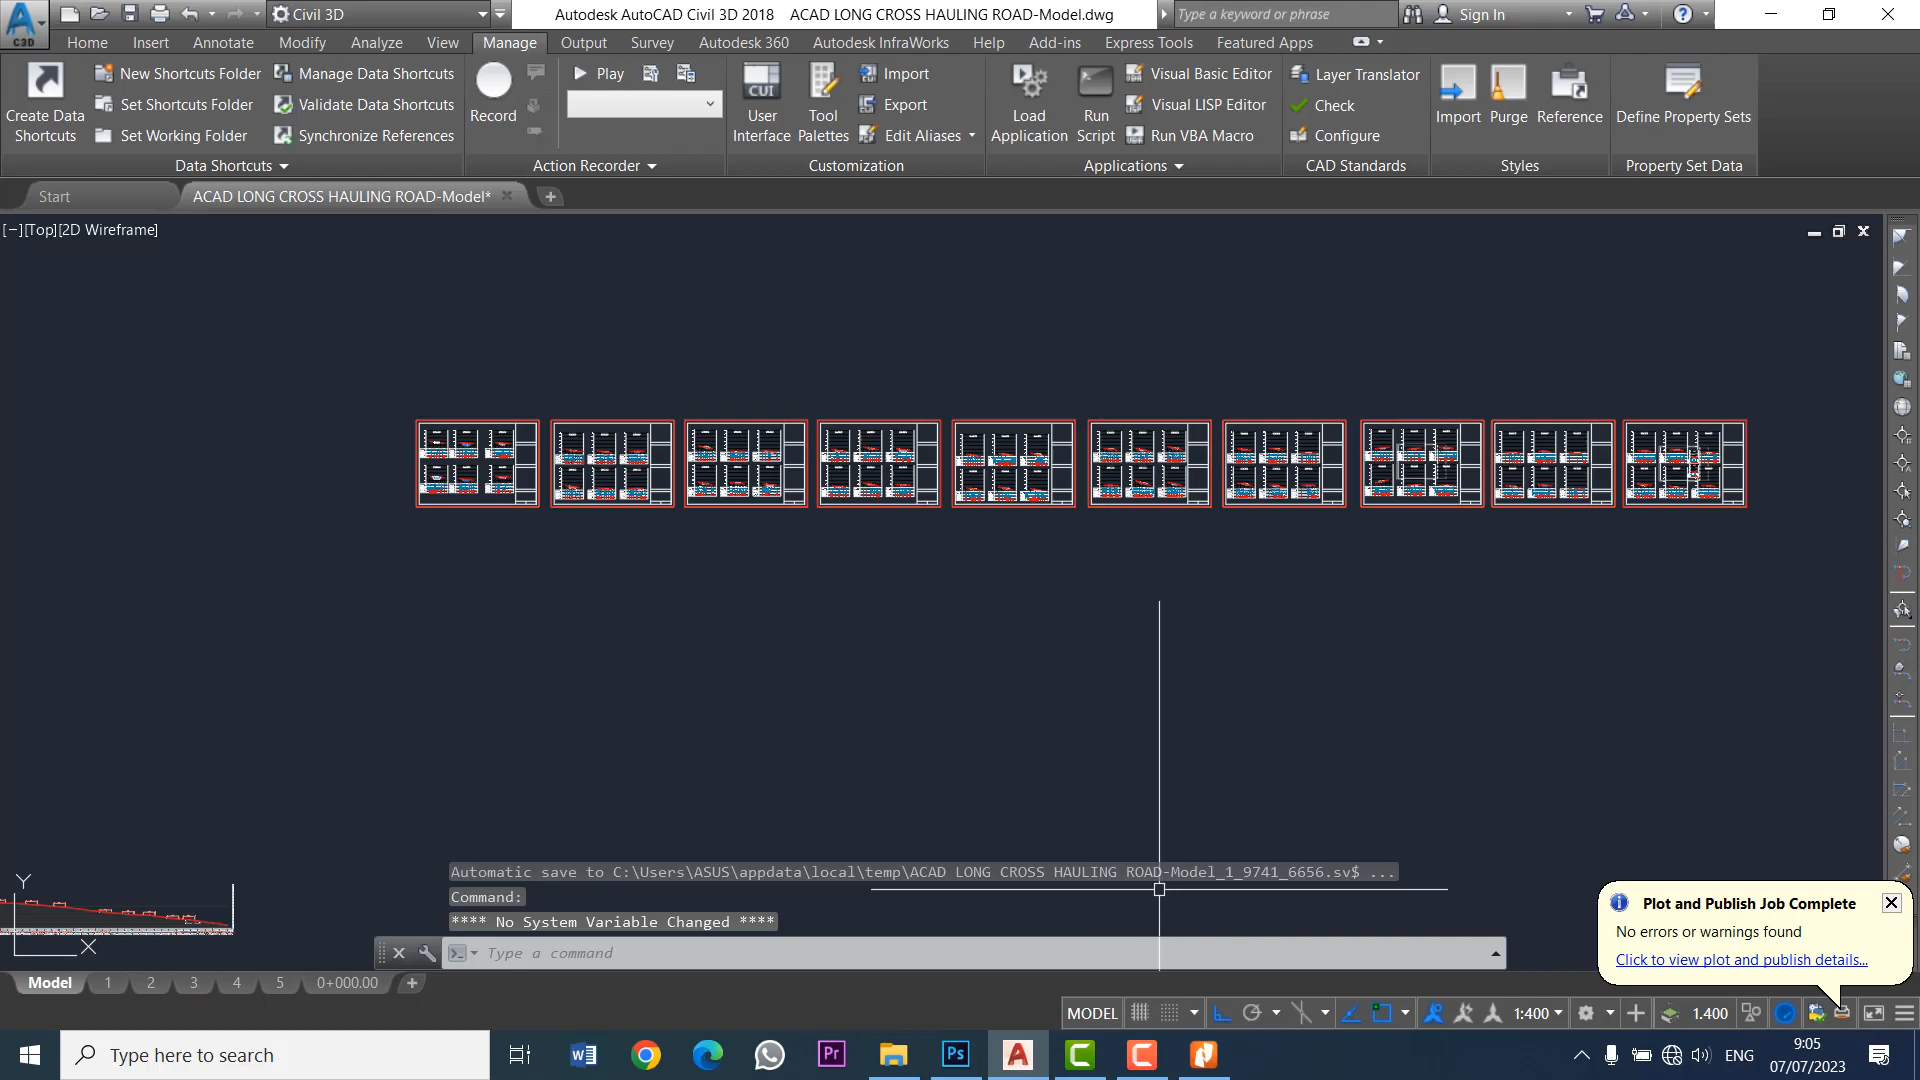 Civil 3D
Autodesk AutoCAD Civil 3D 2018 ACAD LONG CROSS HAULING ROAD-Model.dwg
Type a keyword or phrase
Sign In
C3D
Home Insert Annotate Modify Analyze View Manage Output Survey Autodesk 360 Autodesk InfraWorks Help Add-ins Express Tools Featured Apps
Create Data Shortcuts
New Shortcuts Folder
Set Shortcuts Folder
Set Working Folder
Manage Data Shortcuts
Validate Data Shortcuts
Synchronize References
Data Shortcuts
Record
Play
Action Recorder
CUI
User Interface
Tool Palettes
Import
Export
Edit Aliases
Customization
Load Application
Run Script
Visual Basic Editor
Visual LISP Editor
Run VBA Macro
Applications
Layer Translator
Check
Configure
CAD Standards
Import
Purge
Reference
Styles
Define Property Sets
Property Set Data
Start
ACAD LONG CROSS HAULING ROAD-Model*
[−][Top][2D Wireframe]
Y
X
Automatic save to C:\Users\ASUS\appdata\local\temp\ACAD LONG CROSS HAULING ROAD-Model_1_9741_6656.sv$ ...
Command:
**** No System Variable Changed ****
Type a command
Plot and Publish Job Complete
No errors or warnings found
Click to view plot and publish details...
Model 1 2 3 4 5 0+000.00
MODEL
1:400
1.400
Type here to search
Pr
Ps
ENG
9:05
07/07/2023